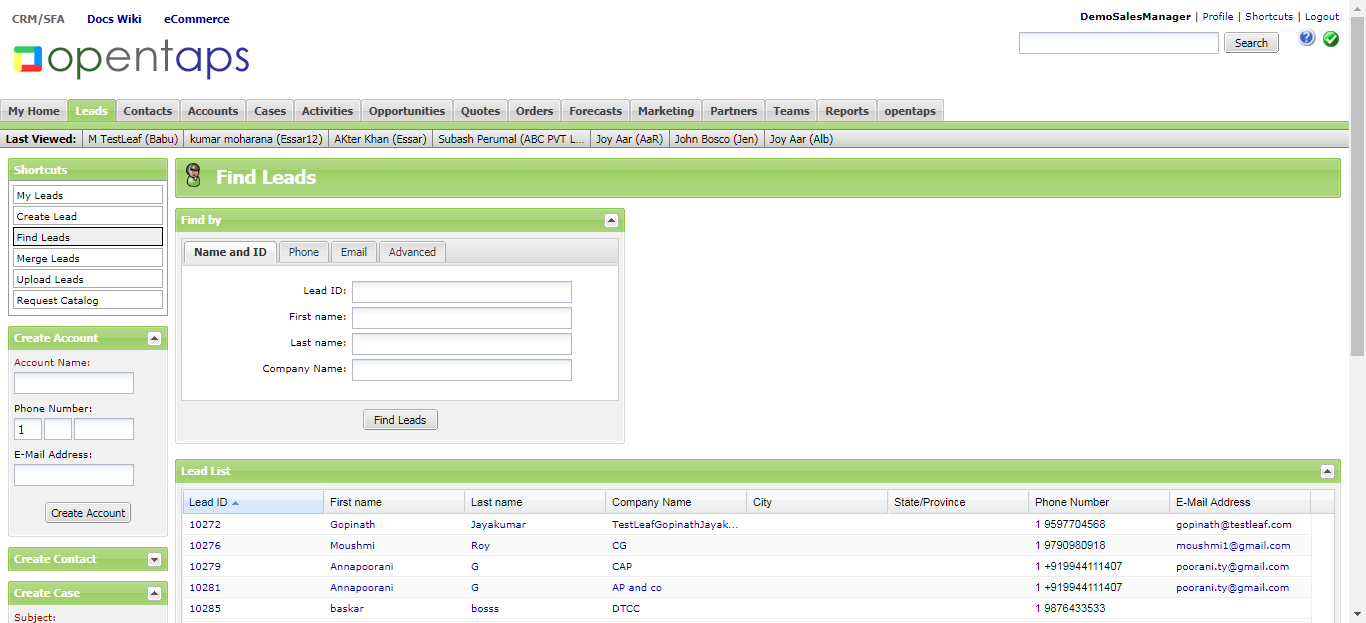 CRM/SFA Docs Wiki eCommerce
DemoSalesManager | Profile | Shortcuts | Logout
opentaps
Search
My Home Leads Contacts Accounts Cases Activities Opportunities Quotes Orders Forecasts Marketing Partners Teams Reports opentaps
Last Viewed: M TestLeaf (Babu) kumar moharana (Essar12) AKter Khan (Essar) Subash Perumal (ABC PVT L... Joy Aar (AaR) John Bosco (Jen) Joy Aar (Alb)
Shortcuts
My Leads
Create Lead
Find Leads
Merge Leads
Upload Leads
Request Catalog
Create Account
Account Name:
Phone Number:
1
E-Mail Address:
Create Account
Create Contact
Create Case
Subject:
Find Leads
Find by
Name and ID Phone Email Advanced
Lead ID:
First name:
Last name:
Company Name:
Find Leads
Lead List
Lead ID First name Last name Company Name City State/Province Phone Number E-Mail Address
10272 Gopinath Jayakumar TestLeafGopinathJayak... 1 9597704568 gopinath@testleaf.com
10276 Moushmi Roy CG 1 9790980918 moushmi1@gmail.com
10279 Annapoorani G CAP 1 +919944111407 poorani.ty@gmail.com
10281 Annapoorani G AP and co 1 +919944111407 poorani.ty@gmail.com
10285 baskar bosss DTCC 1 9876433533